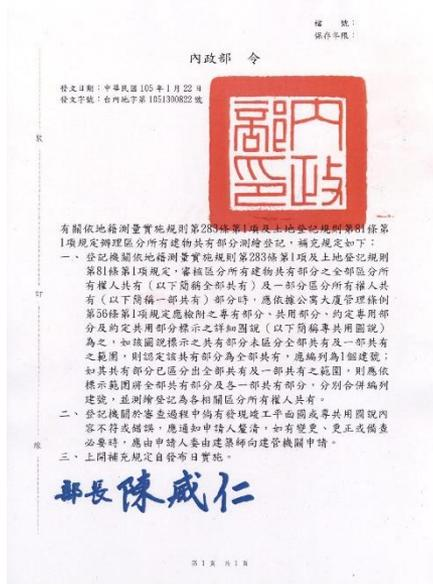 檔　　號：
保存年限：
內政部　令
發文日期：中華民國105年1月22日
發文字號：台內地字第1051300822號
內政部印
裝
訂
線
有關依地籍測量實施規則第283條第1項及土地登記規則第81條第
1項規定辦理區分所有建物共有部分測繪登記，補充規定如下：
一、登記機關依地籍測量實施規則第283條第1項及土地登記規則
第81條第1項規定，審核區分所有建物共有部分之全部區分所
有權人共有（以下簡稱全部共有）及一部分區分所有權人共
有（以下簡稱一部共有）部分時，應依據公寓大廈管理條例
第56條第1項規定應檢附之專有部分、共用部分、約定專用部
分及約定共用部分標示之詳細圖說（以下簡稱專共用圖說）
為之，如該圖說標示之共有部分未區分全部共有及一部共有
之範圍，則認定該共有部分為全部共有，應編列為1個建號；
如其共有部分已區分出全部共有及一部共有之範圍，則應依
標示範圍將全部共有部分及各一部共有部分，分別合併編列
建號，並測繪登記為各相關區分所有權人共有。
二、登記機關於審查過程中倘有發現竣工平面圖或專共用圖說內
容不符或錯誤，應通知申請人釐清，如有變更、更正或備查
必要時，應由申請人委由建築師向建管機關申請。
三、上開補充規定自發布日實施。
部長 陳威仁
第1頁 共1頁